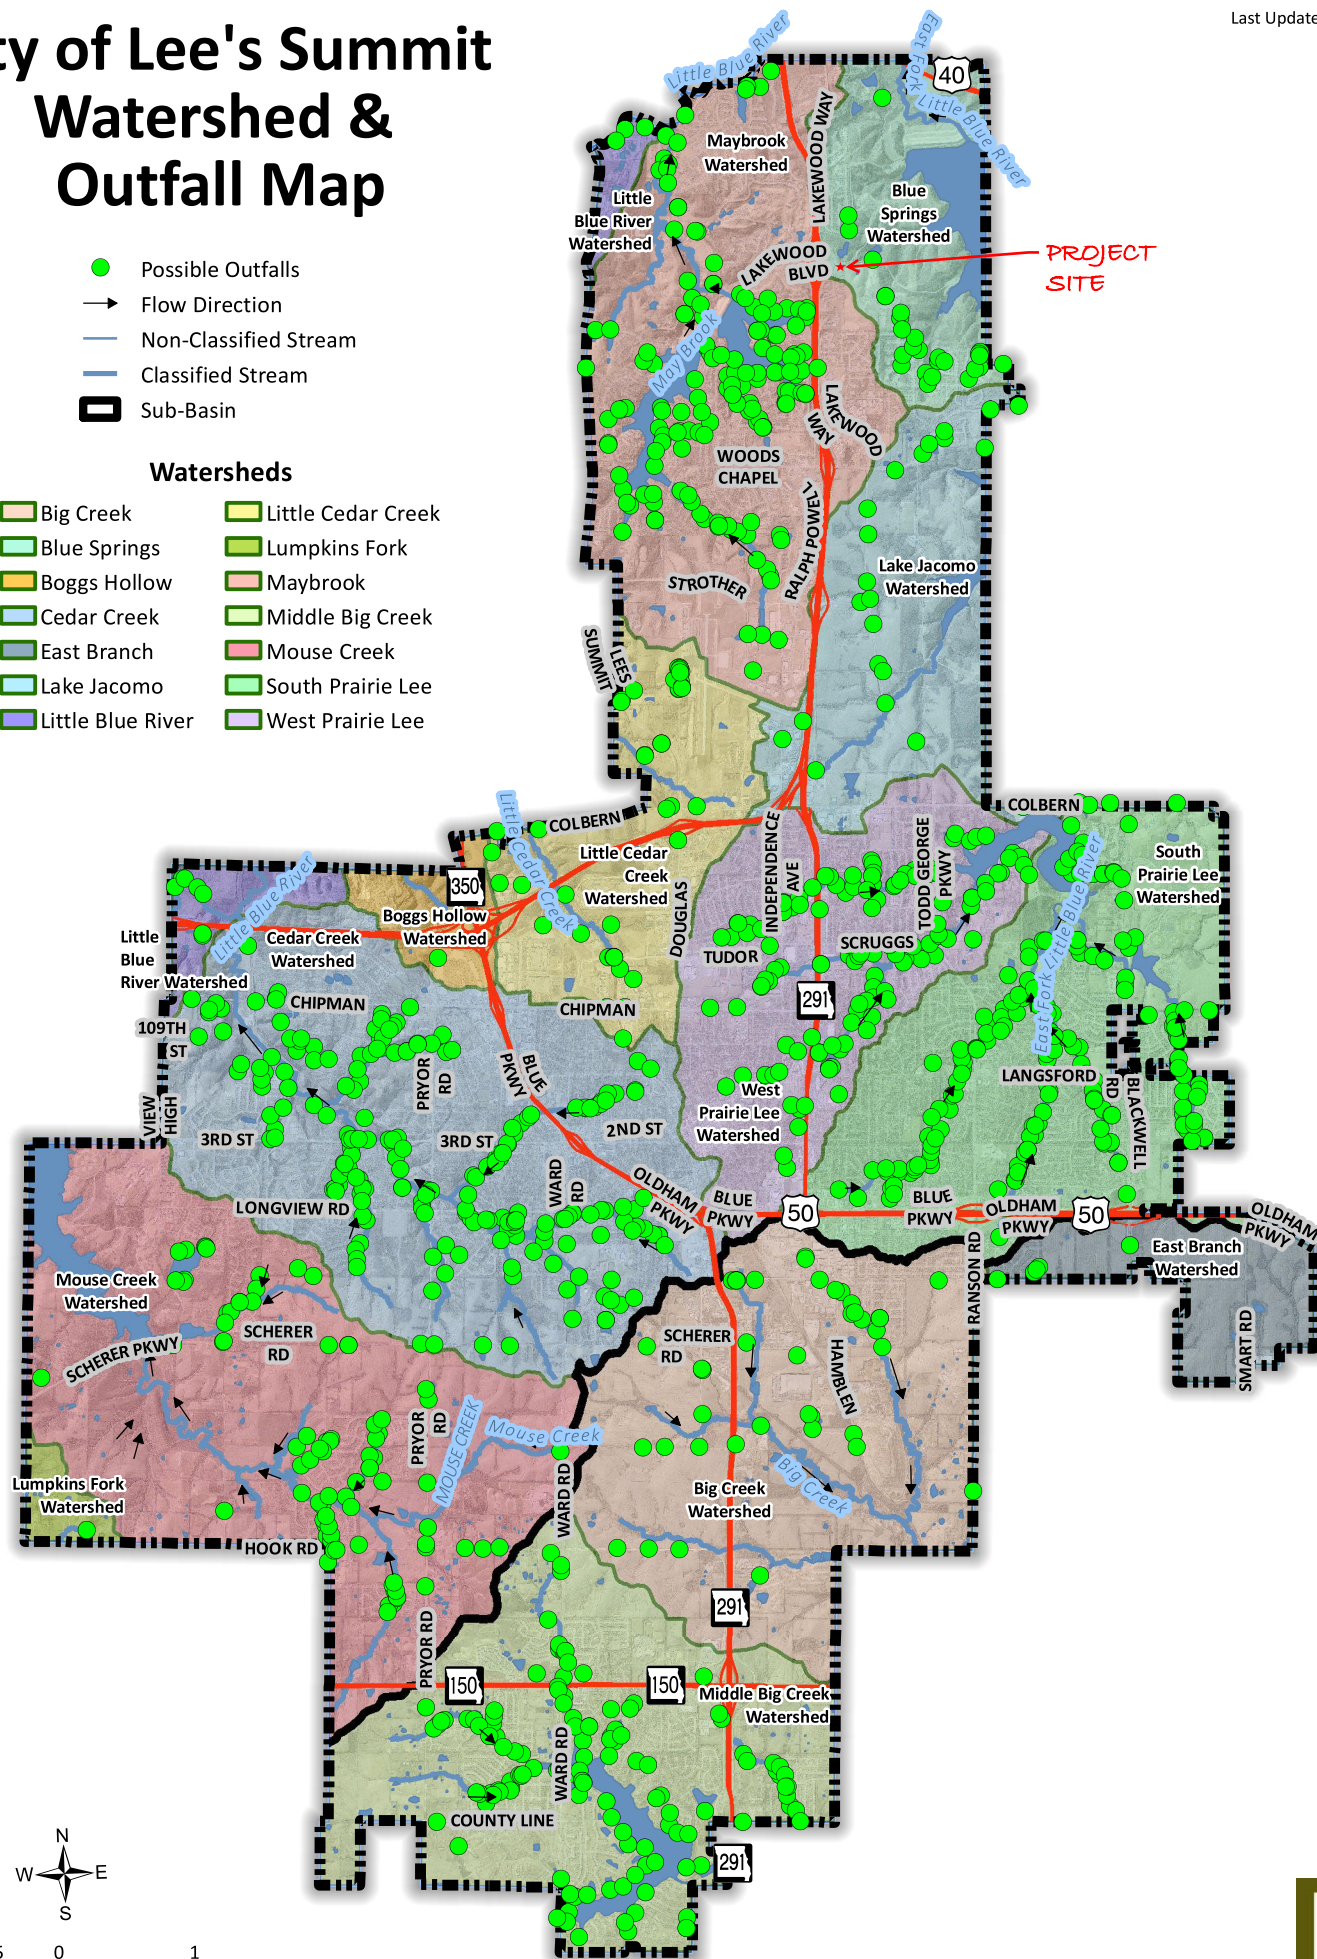 ty of Lee's Summit
Watershed &
Outfall Map
Last Update
Possible Outfalls
Flow Direction
Non-Classified Stream
Classified Stream
Sub-Basin
Watersheds
Big Creek
Blue Springs
Boggs Hollow
Cedar Creek
East Branch
Lake Jacomo
Little Blue River
Little Cedar Creek
Lumpkins Fork
Maybrook
Middle Big Creek
Mouse Creek
South Prairie Lee
West Prairie Lee
Little Blue River
East Fork
Little Blue River
40
Maybrook
Watershed
LAKEWOOD WAY
Little
Blue River
Watershed
Blue
Springs
Watershed
LAKEWOOD
BLVD
PROJECT
SITE
May Brook
LAKEWOOD
WAY
WOODS
CHAPEL
RALPH POWELL
STROTHER
Lake Jacomo
Watershed
LEES
SUMMIT
COLBERN
COLBERN
Little Cedar Creek
Little Cedar
Creek
Watershed
INDEPENDENCE
AVE
TODD GEORGE
PKWY
South
Prairie Lee
Watershed
350
Little Blue River
Boggs Hollow
Watershed
DOUGLAS
Little
Blue
River Watershed
Cedar Creek
Watershed
TUDOR
SCRUGGS
East Fork Little Blue River
CHIPMAN
CHIPMAN
291
109TH
ST
BLUE
PKWY
PRYOR
RD
LANGSFORD
RD
BLACKWELL
VIEW
HIGH
West
Prairie Lee
Watershed
3RD ST
3RD ST
2ND ST
WARD
RD
OLDHAM
PKWY
LONGVIEW RD
BLUE
PKWY
50
BLUE
PKWY
OLDHAM
PKWY
50
OLDHAM
PKWY
East Branch
Watershed
RANSON RD
SMART RD
Mouse Creek
Watershed
SCHERER
RD
SCHERER PKWY
SCHERER
RD
HAMBLEN
PRYOR
RD
MOUSE CREEK
Mouse Creek
Big Creek
Lumpkins Fork
Watershed
WARD RD
Big Creek
Watershed
HOOK RD
291
PRYOR RD
150
150
Middle Big Creek
Watershed
WARD RD
COUNTY LINE
291
N
W
E
S
5
0
1